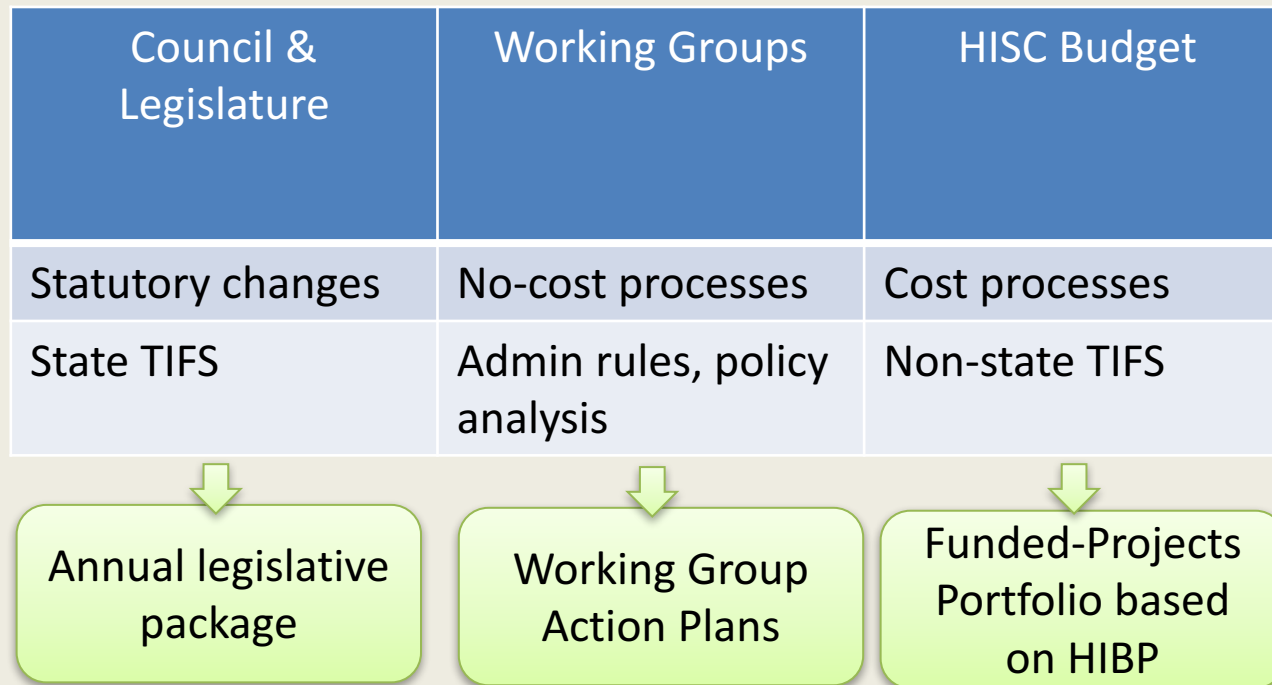 Council &
Legislature
Working Groups
HISC Budget
Statutory changes
No-cost processes
Cost processes
State TIFS
Admin rules, policy
analysis
Non-state TIFS
Annual legislative
package
Working Group
Action Plans
Funded-Projects
Portfolio based
on HIBP